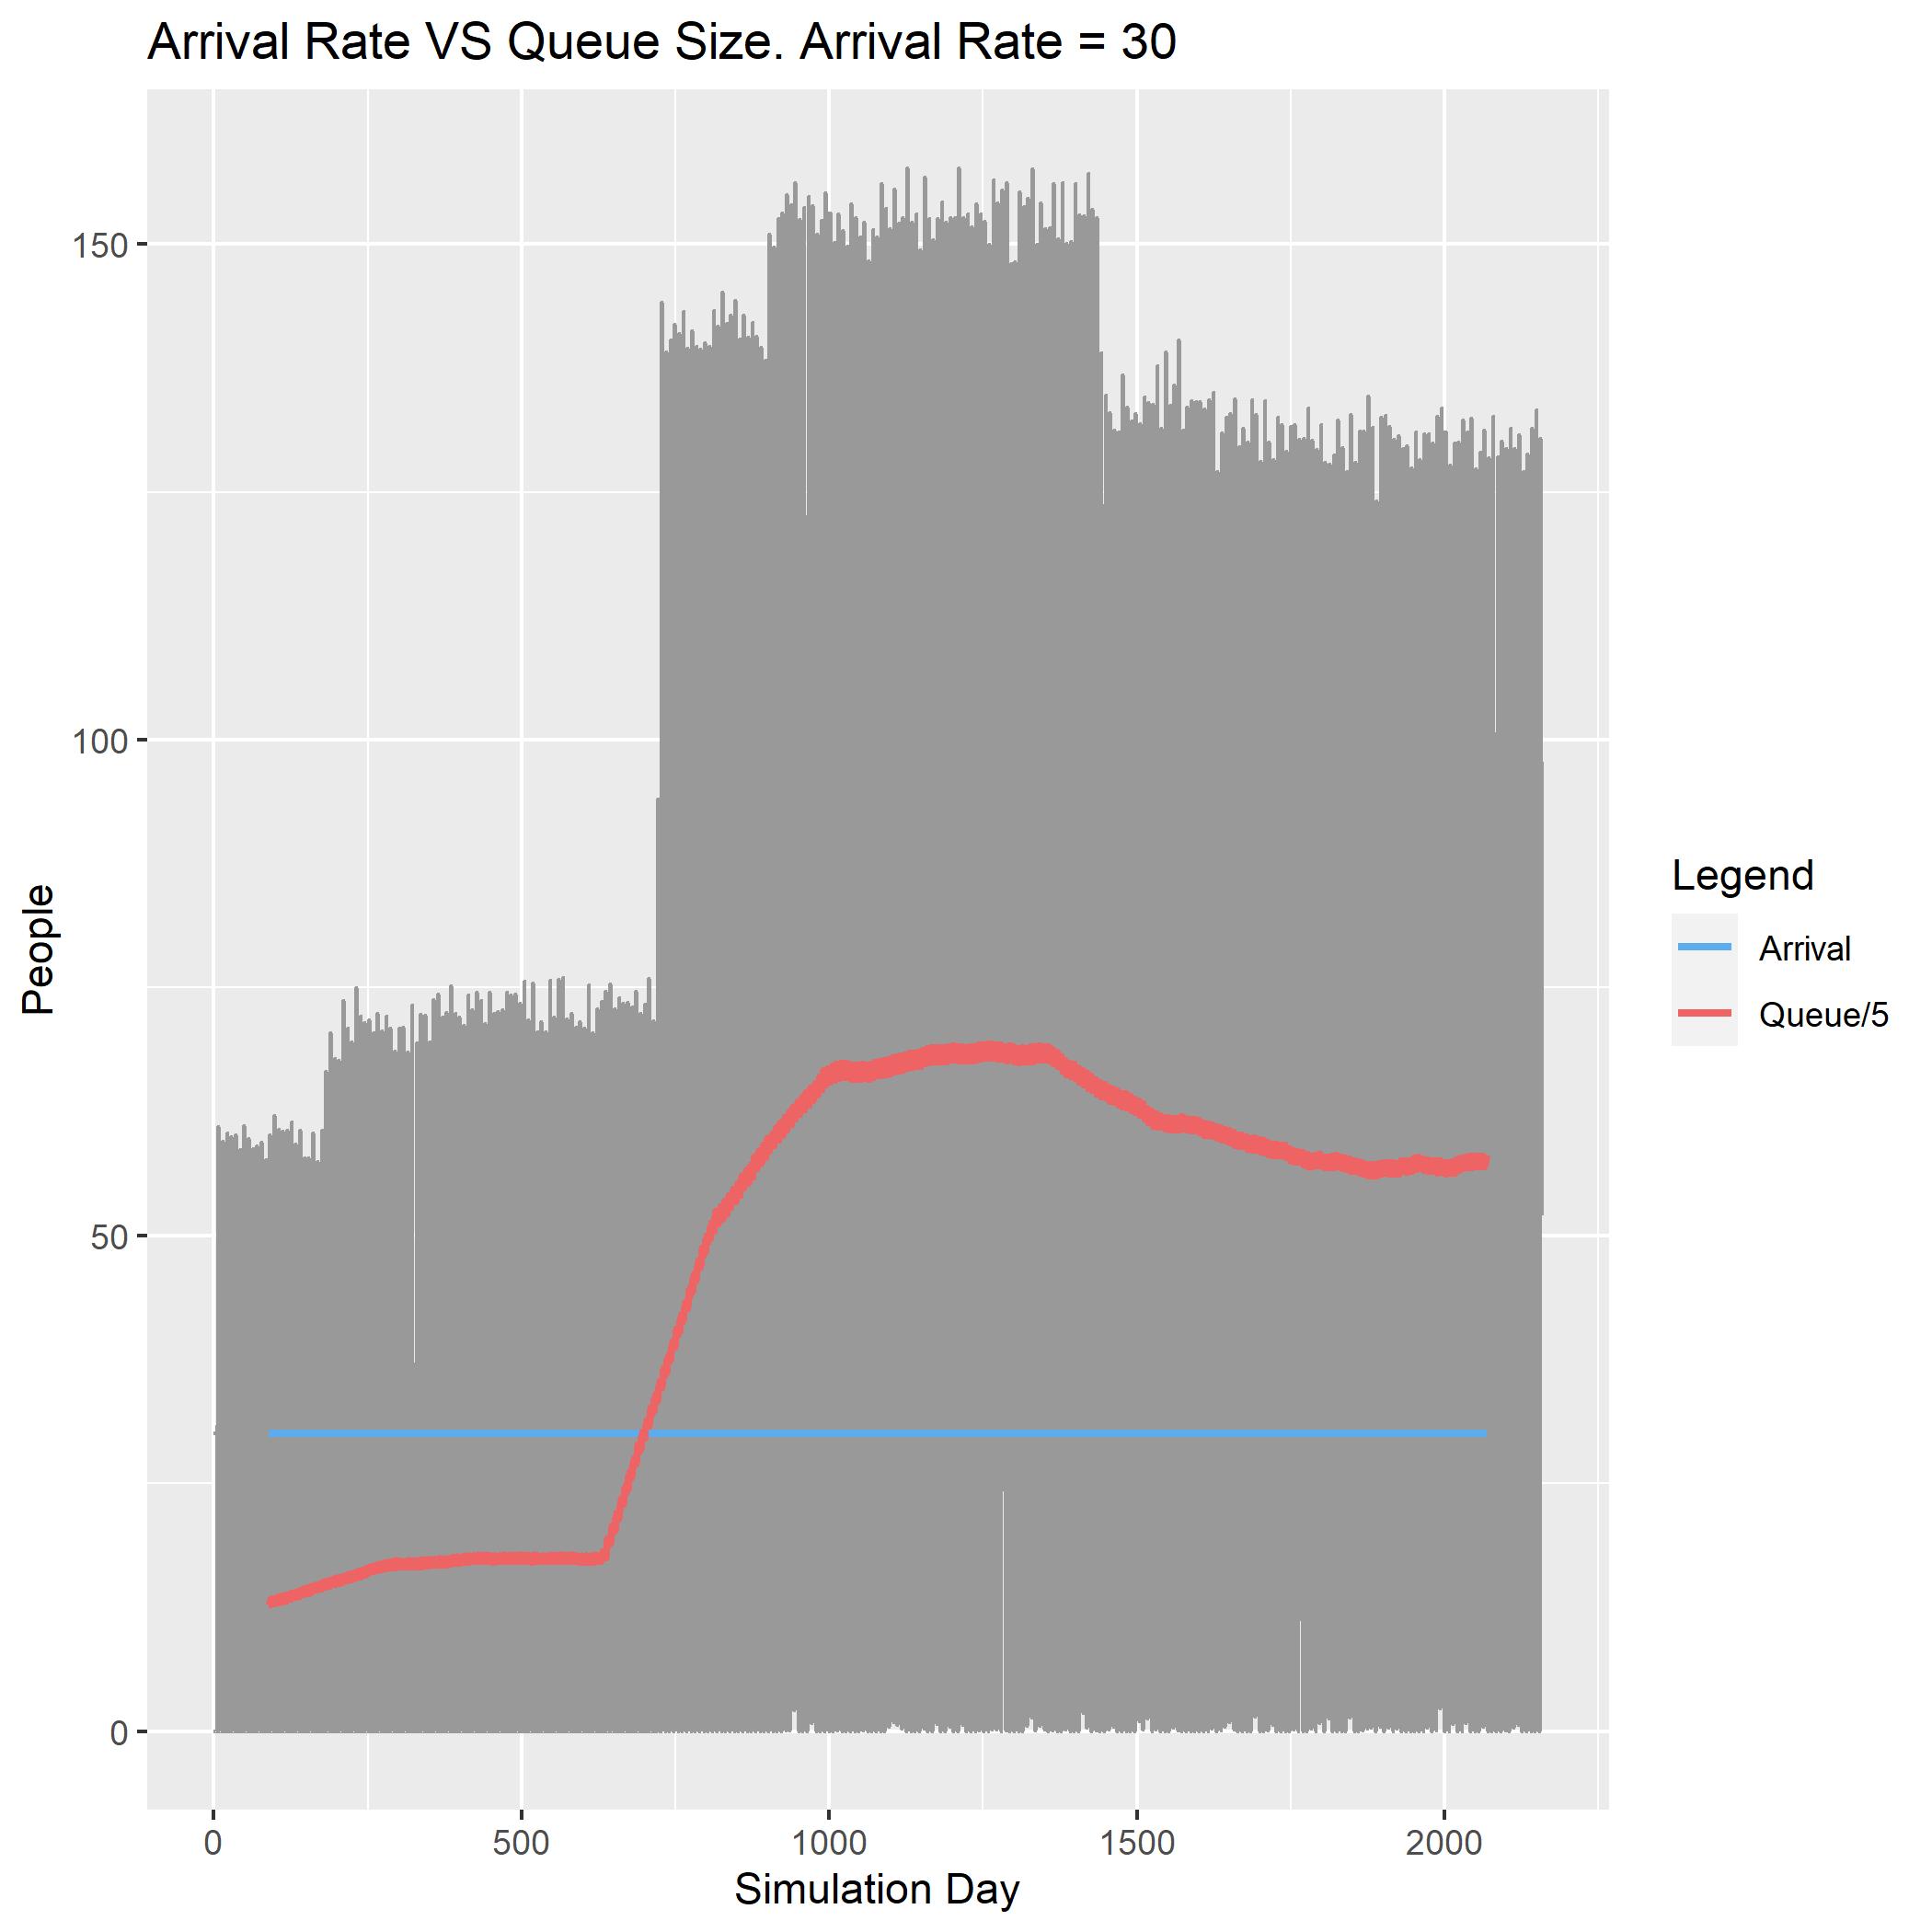 Arrival Rate VS Queue Size. Arrival Rate = 30
People
150
100
50
0
0 500 1000 1500 2000
Simulation Day
Legend
Arrival
Queue/5